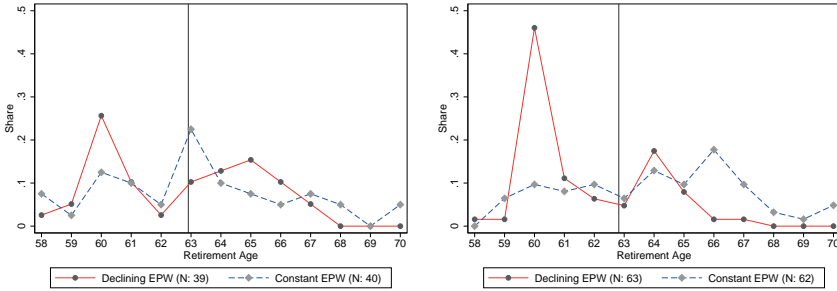 .5
.4
.3
.2
.1
0
Share
58 59 60 61 62 63 64 65 66 67 68 69 70
Retirement Age
Declining EPW (N: 39) Constant EPW (N: 40)
.5
.4
.3
.2
.1
0
Share
58 59 60 61 62 63 64 65 66 67 68 69 70
Retirement Age
Declining EPW (N: 63) Constant EPW (N: 62)